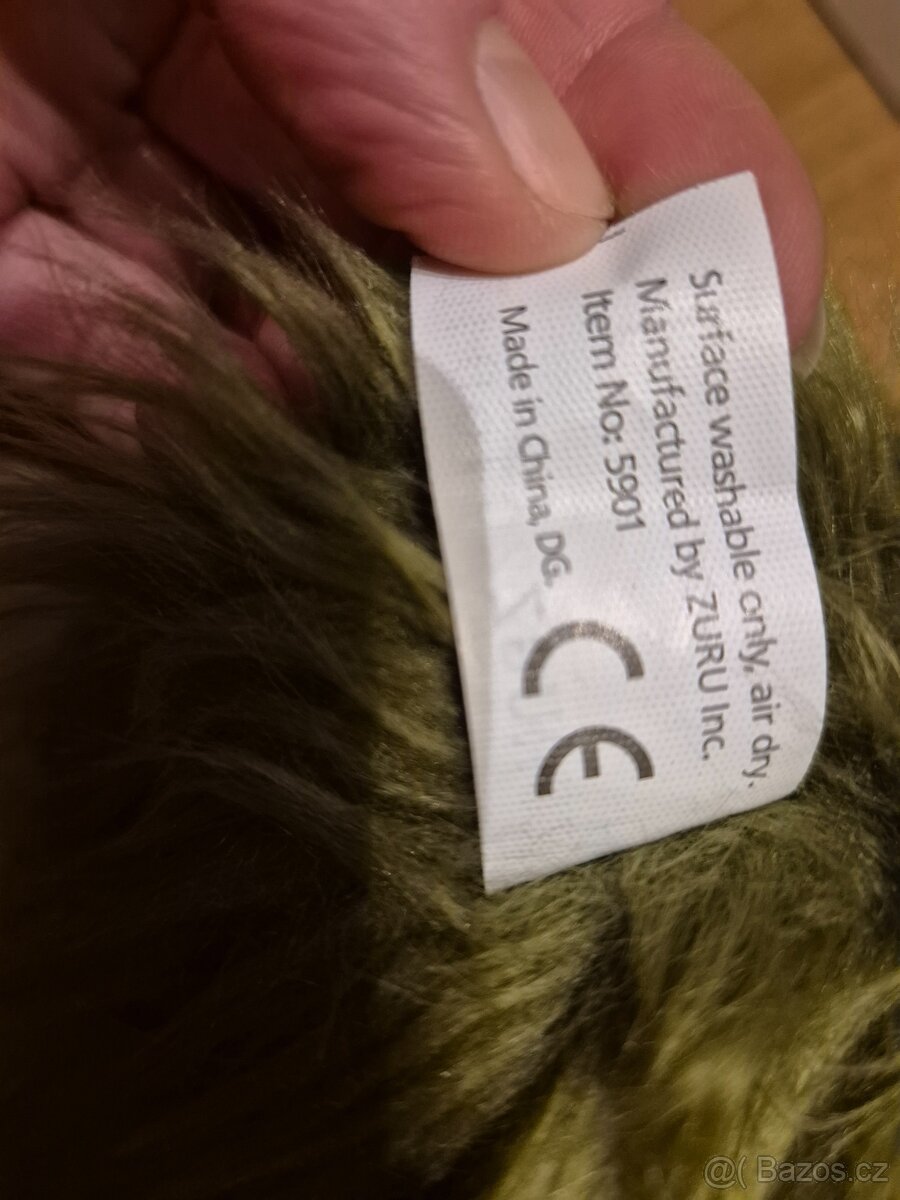 Surface washable only, air dry.
Manufactured by ZURU Inc.
Item No: 5901
Made in China, DG.
CE
@( Bazos.cz